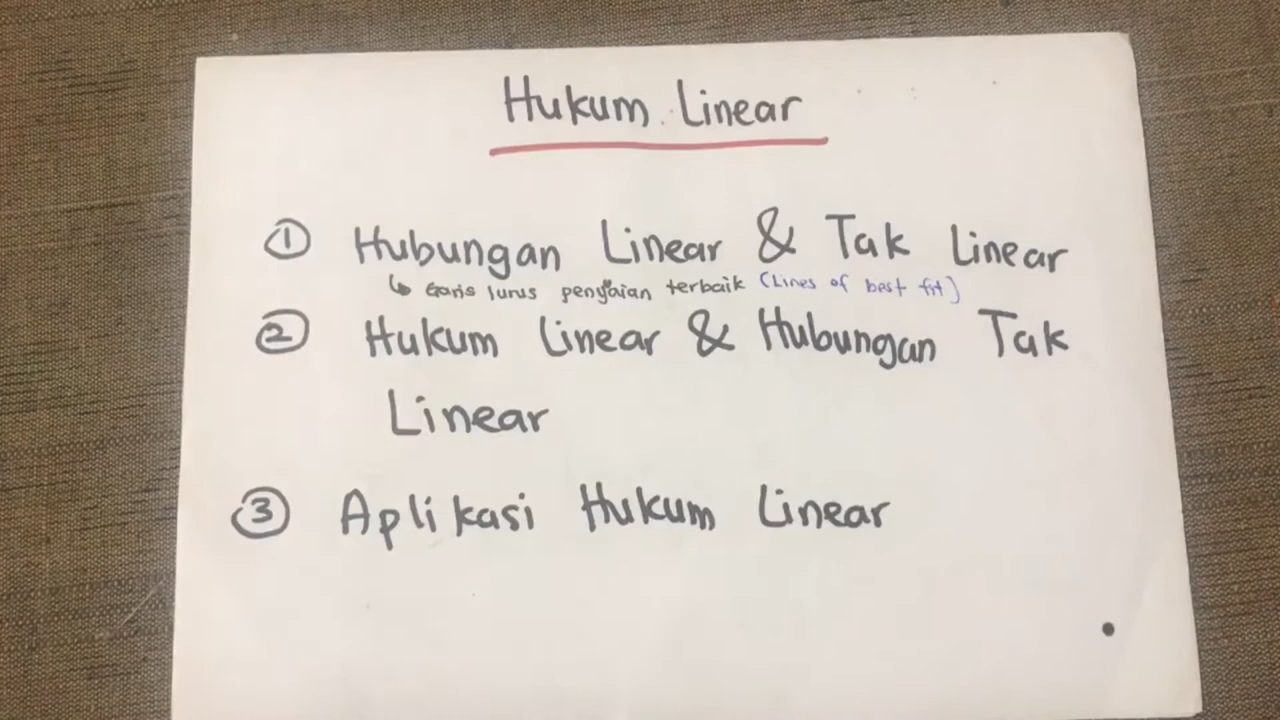 Hukum Linear
① Hubungan Linear & Tak Linear
↳ Garis lurus penyuaian terbaik (Lines of best fit)
② Hukum Linear & Hubungan Tak
Linear
③ Aplikasi Hukum Linear